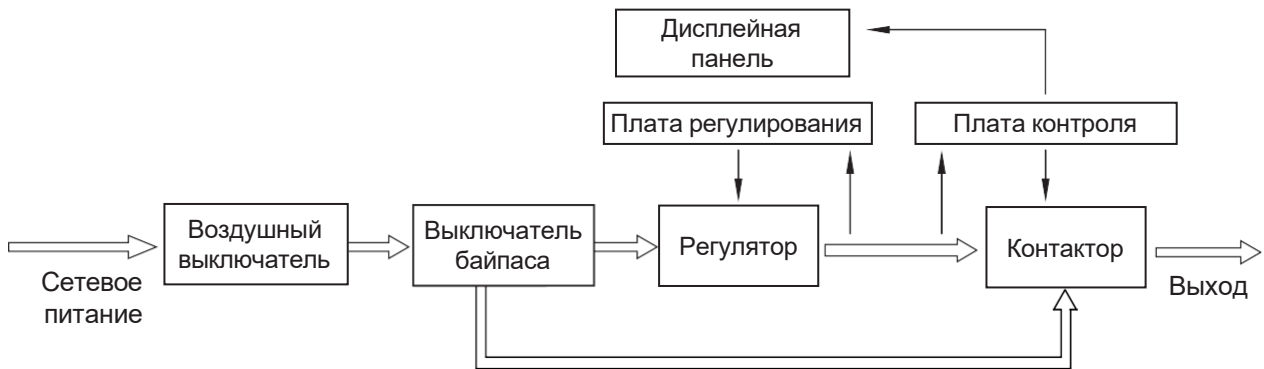 Дисплейная
панель
Плата регулирования
Плата контроля
Воздушный
выключатель
Выключатель
байпаса
Регулятор
Контактор
Сетевое
питание
Выход